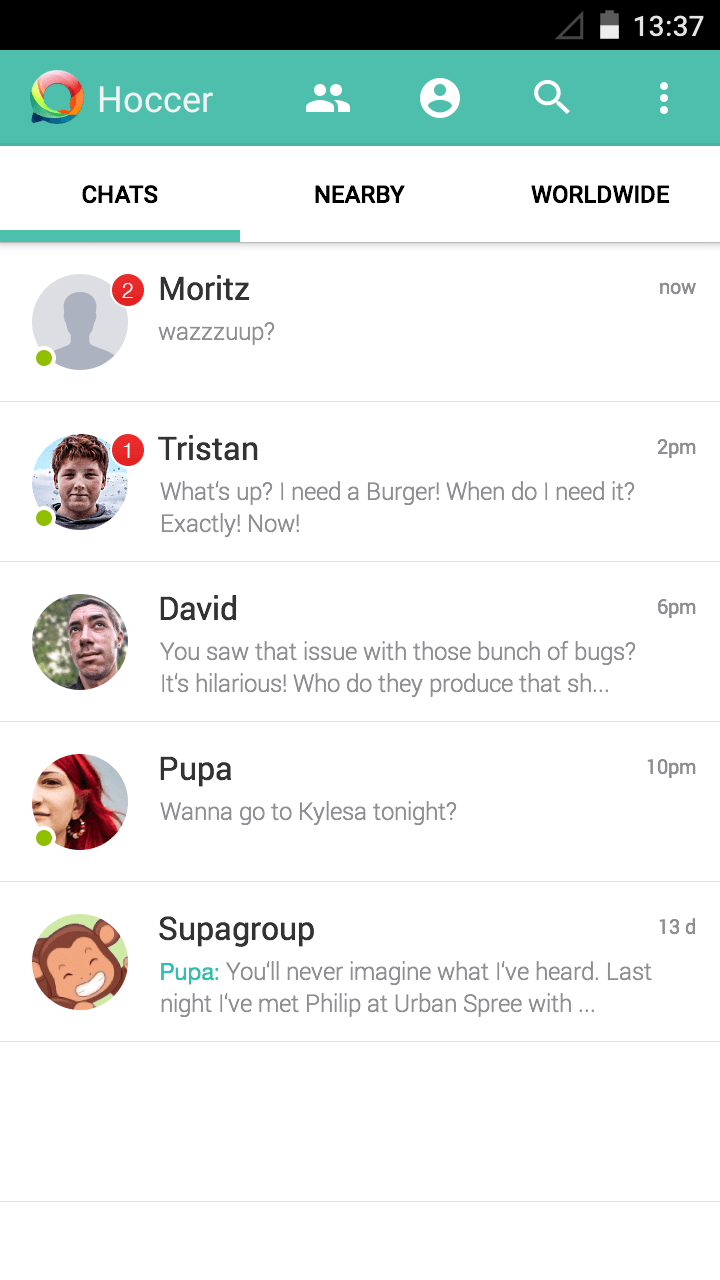 13:37
Hoccer
CHATS NEARBY WORLDWIDE
2 Moritz now
wazzzuup?
1 Tristan 2pm
What‘s up? I need a Burger! When do I need it?
Exactly! Now!
David 6pm
You saw that issue with those bunch of bugs?
It‘s hilarious! Who do they produce that sh...
Pupa 10pm
Wanna go to Kylesa tonight?
Supagroup 13 d
Pupa: You‘ll never imagine what I‘ve heard. Last
night I‘ve met Philip at Urban Spree with ...